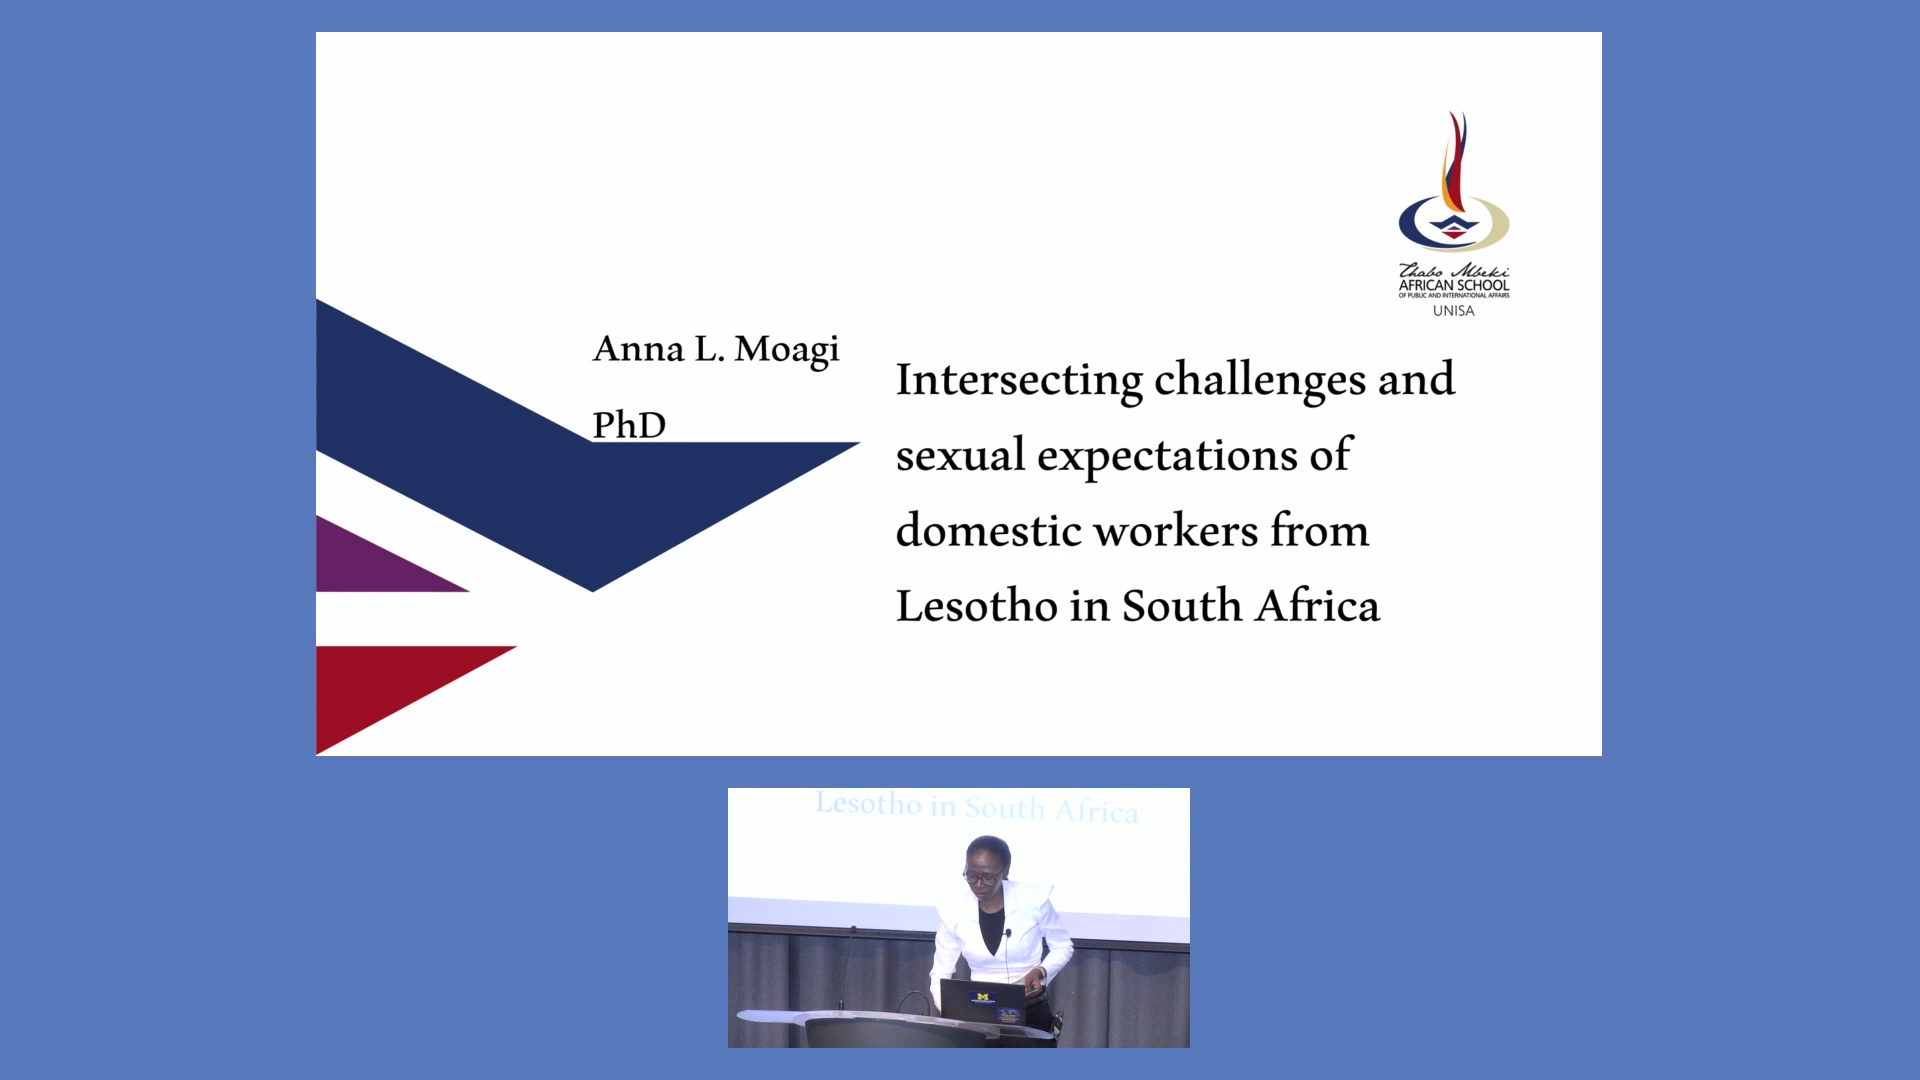 Thabo Mbeki
AFRICAN SCHOOL
OF PUBLIC AND INTERNATIONAL AFFAIRS
UNISA
Anna L. Moagi
PhD
Intersecting challenges and
sexual expectations of
domestic workers from
Lesotho in South Africa
Lesotho in South Africa
M